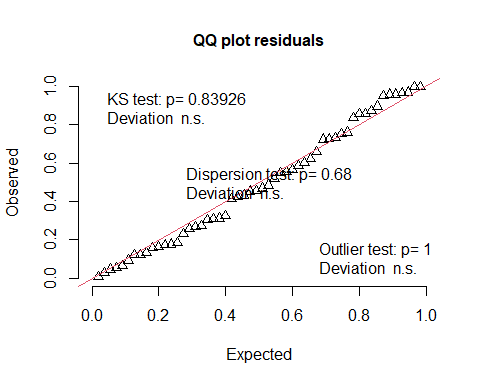 QQ plot residuals
KS test: p= 0.83926
Deviation n.s.
Dispersion test: p= 0.68
Deviation n.s.
Outlier test: p= 1
Deviation n.s.
Observed
0.0 0.2 0.4 0.6 0.8 1.0
0.0 0.2 0.4 0.6 0.8 1.0
Expected